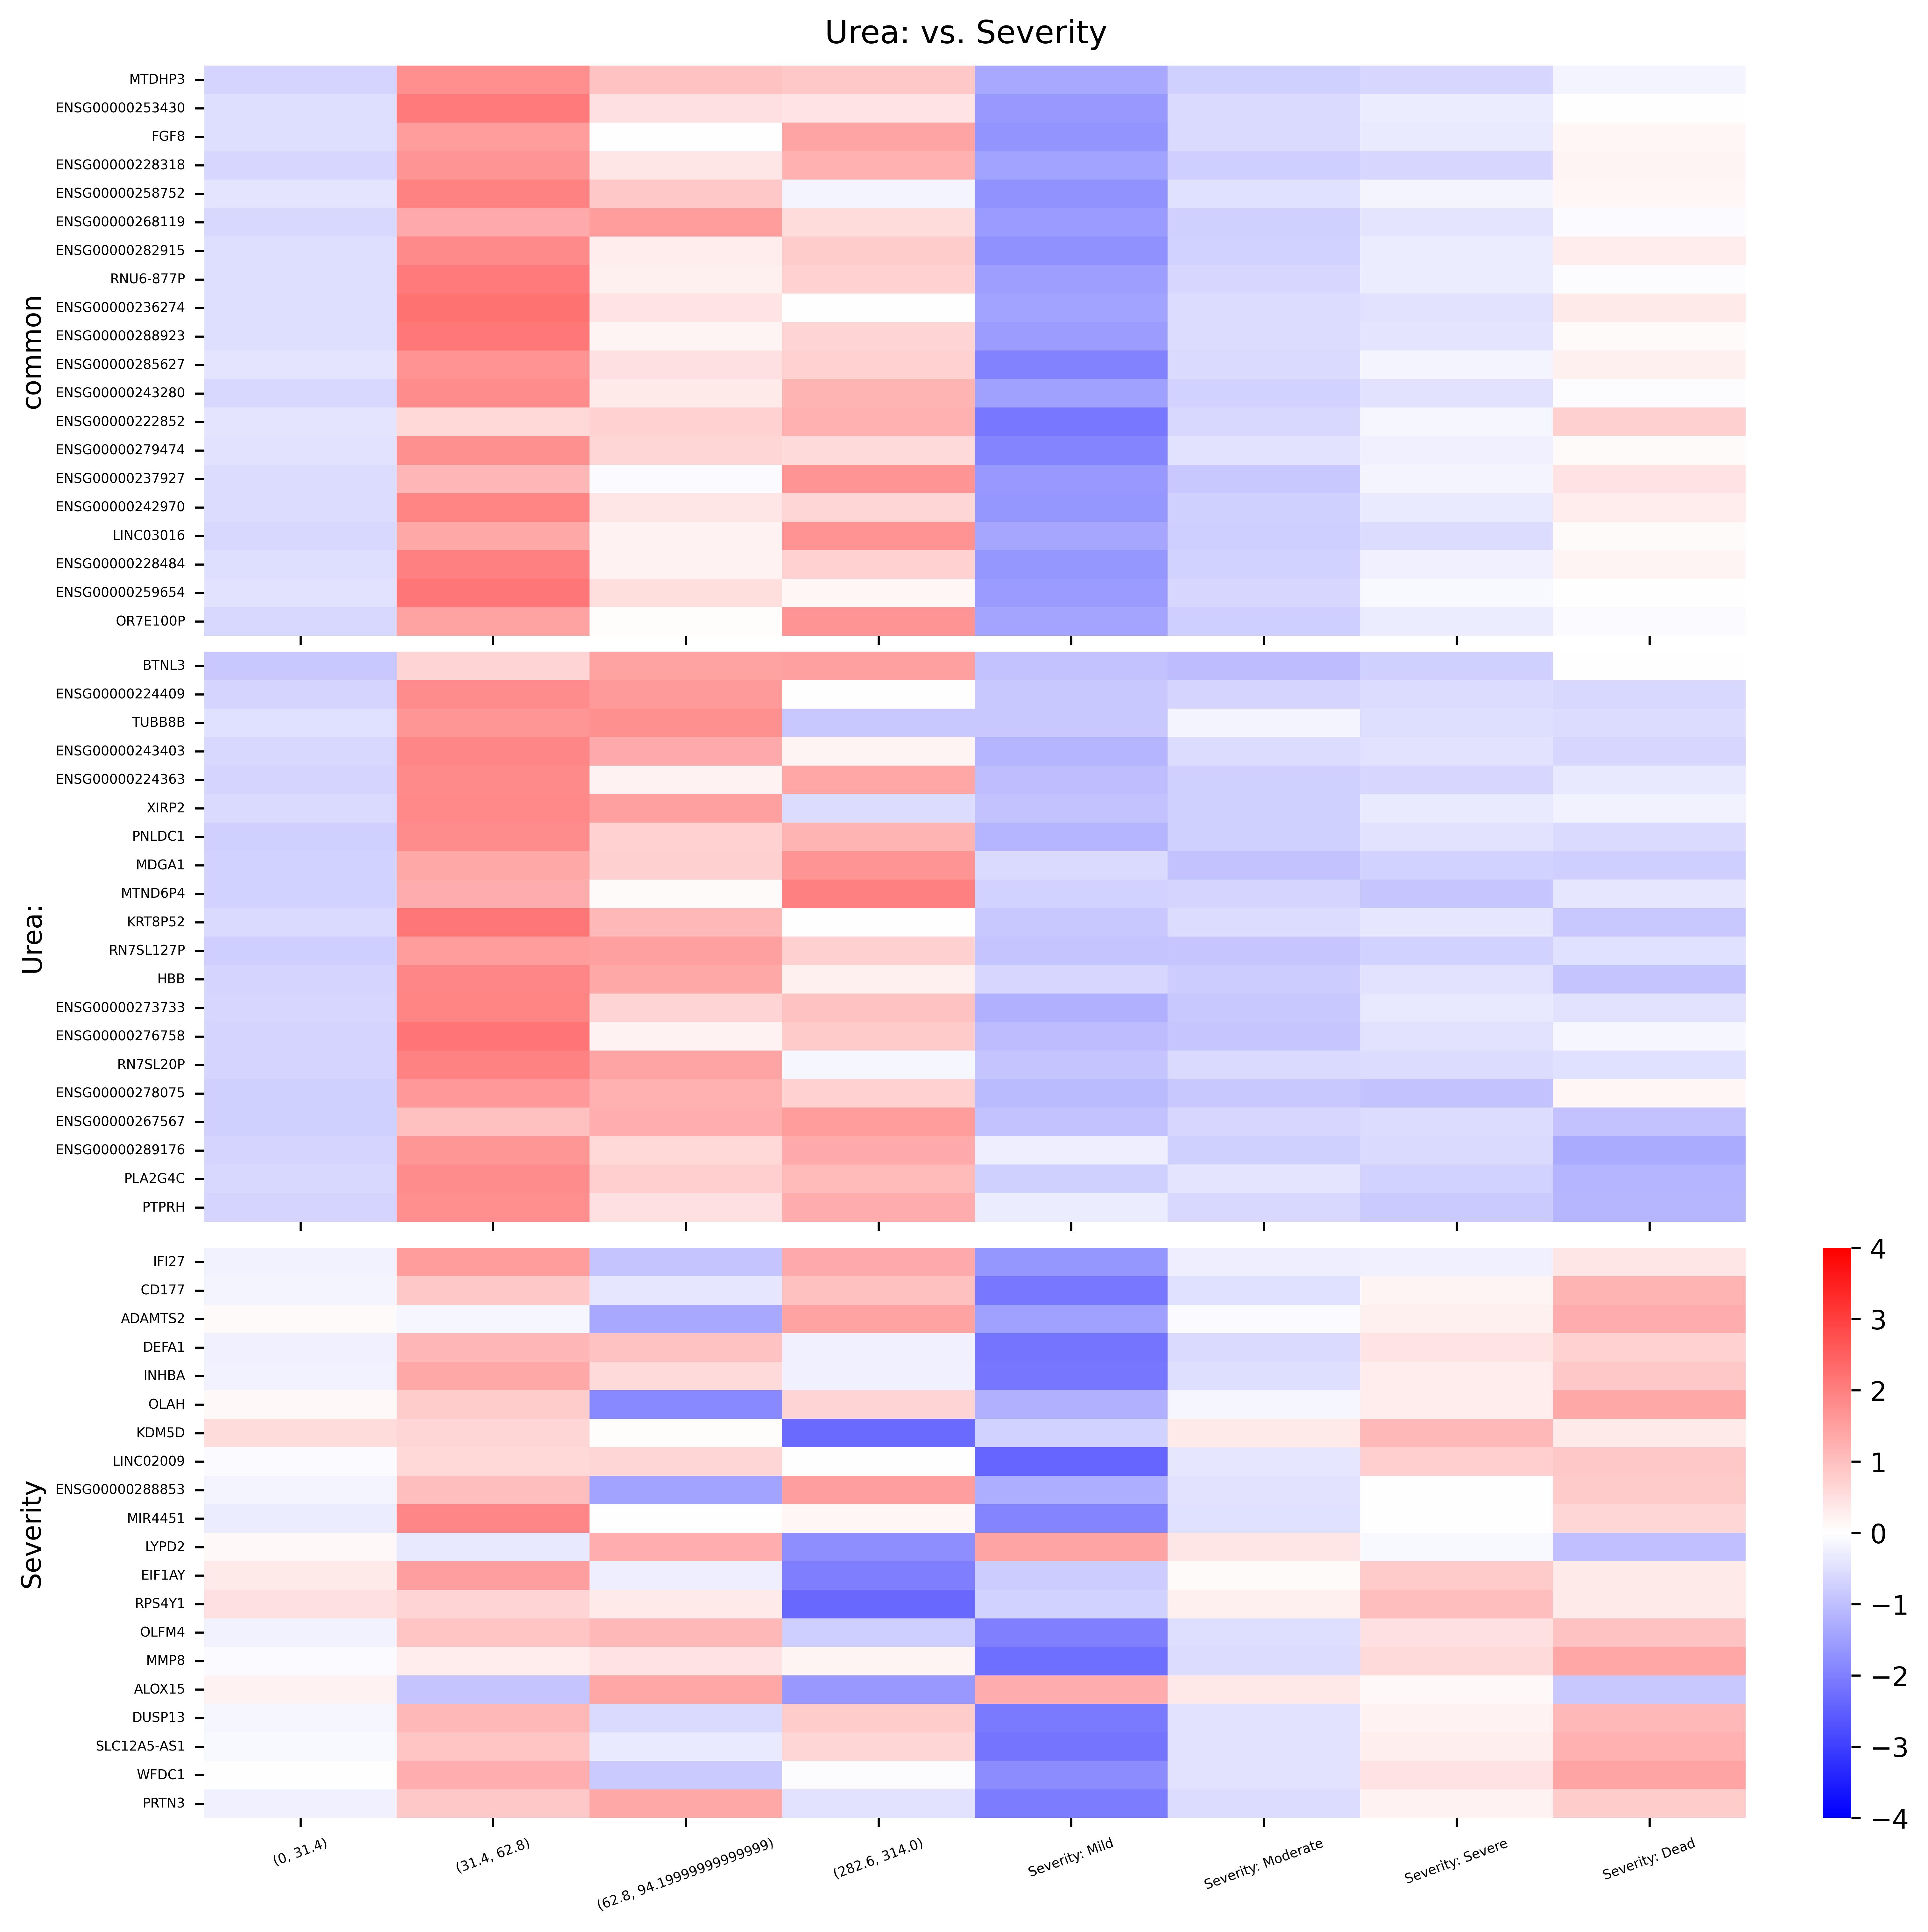 Urea: vs. Severity
common
MTDHP3
ENSG00000253430
FGF8
ENSG00000228318
ENSG00000258752
ENSG00000268119
ENSG00000282915
RNU6-877P
ENSG00000236274
ENSG00000288923
ENSG00000285627
ENSG00000243280
ENSG00000222852
ENSG00000279474
ENSG00000237927
ENSG00000242970
LINC03016
ENSG00000228484
ENSG00000259654
OR7E100P
Urea:
BTNL3
ENSG00000224409
TUBB8B
ENSG00000243403
ENSG00000224363
XIRP2
PNLDC1
MDGA1
MTND6P4
KRT8P52
RN7SL127P
HBB
ENSG00000273733
ENSG00000276758
RN7SL20P
ENSG00000278075
ENSG00000267567
ENSG00000289176
PLA2G4C
PTPRH
Severity
IFI27
CD177
ADAMTS2
DEFA1
INHBA
OLAH
KDM5D
LINC02009
ENSG00000288853
MIR4451
LYPD2
EIF1AY
RPS4Y1
OLFM4
MMP8
ALOX15
DUSP13
SLC12A5-AS1
WFDC1
PRTN3
(0, 31.4)
(31.4, 62.8)
(62.8, 94.19999999999999)
(282.6, 314.0)
Severity: Mild
Severity: Moderate
Severity: Severe
Severity: Dead
4
3
2
1
0
−1
−2
−3
−4